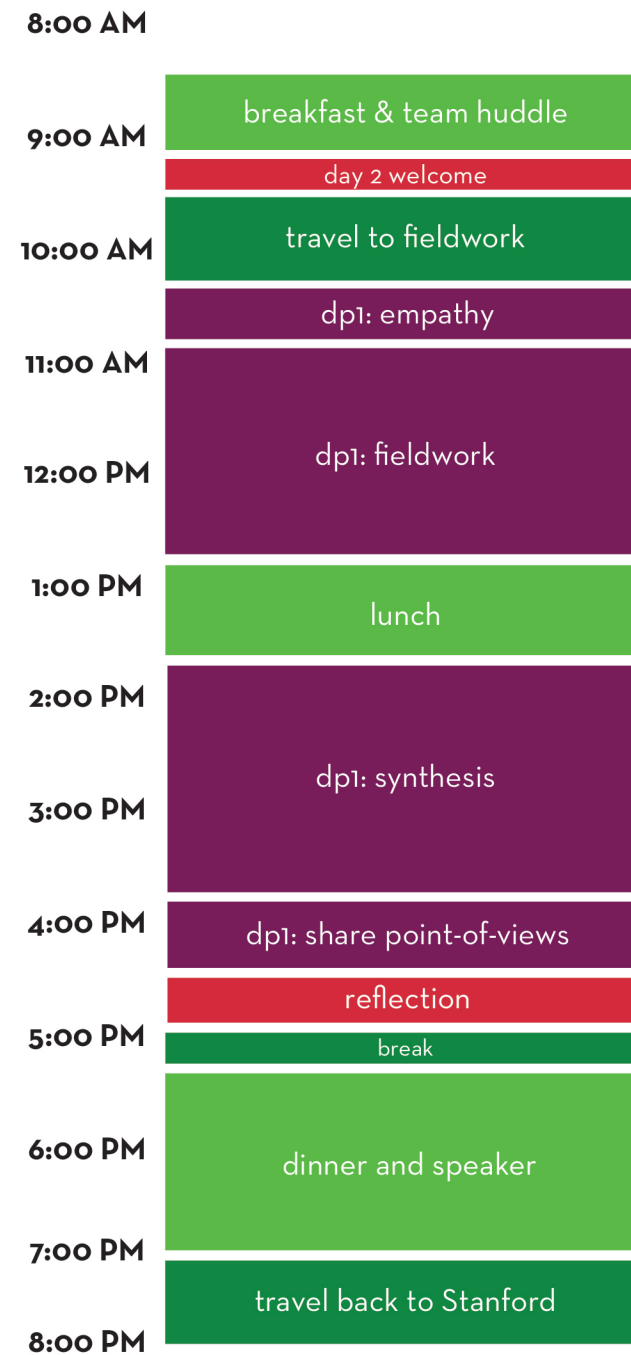 8:00 AM
breakfast & team huddle
9:00 AM
day 2 welcome
travel to fieldwork
10:00 AM
dp1: empathy
11:00 AM
dp1: fieldwork
12:00 PM
1:00 PM
lunch
2:00 PM
dp1: synthesis
3:00 PM
4:00 PM
dp1: share point-of-views
reflection
5:00 PM
break
6:00 PM
dinner and speaker
7:00 PM
travel back to Stanford
8:00 PM